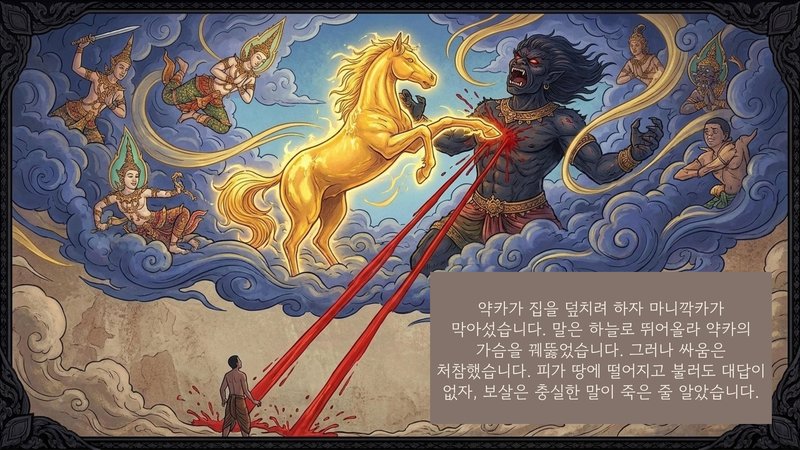 약카가 집을 덮치려 하자 마니깍카가
막아섰습니다. 말은 하늘로 뛰어올라 약카의
가슴을 꿰뚫었습니다. 그러나 싸움은
처참했습니다. 피가 땅에 떨어지고 불러도 대답이
없자, 보살은 충실한 말이 죽은 줄 알았습니다.